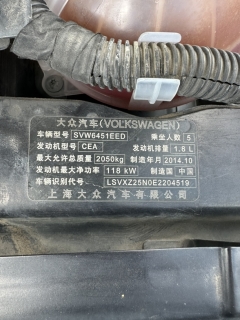 大众汽车(VOLKSWAGEN)
车辆型号 SVW6451EED 乘坐人数 5
发动机型号 CEA 发动机排量 1.8 L
最大允许总质量 2050kg 制造年月 2014.10
发动机最大净功率 118 kW 制造国 中国
车辆识别代号 LSVXZ25N0E2204519
上海大众汽车有限公司